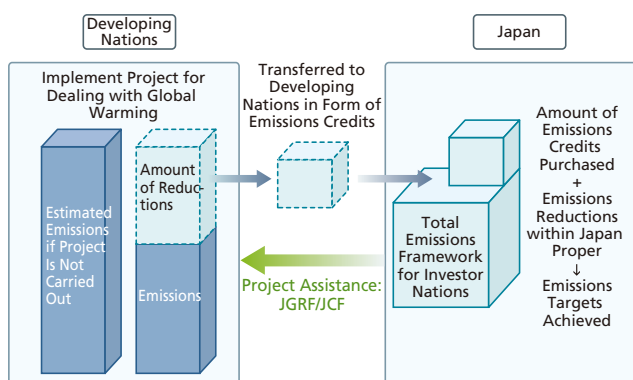 Developing
Nations
Japan
Implement Project for
Dealing with Global
Warming
Transferred to
Developing
Nations in Form of
Emissions Credits
Amount of
Emissions
Credits
Purchased
+
Emissions
Reductions
within Japan
Proper
↓
Emissions
Targets
Achieved
Amount
of Reduc-
tions
Estimated
Emissions
if Project
Is Not
Carried
Out
Emissions
Total
Emissions
Framework
for Investor
Nations
Project Assistance:
JGRF/JCF